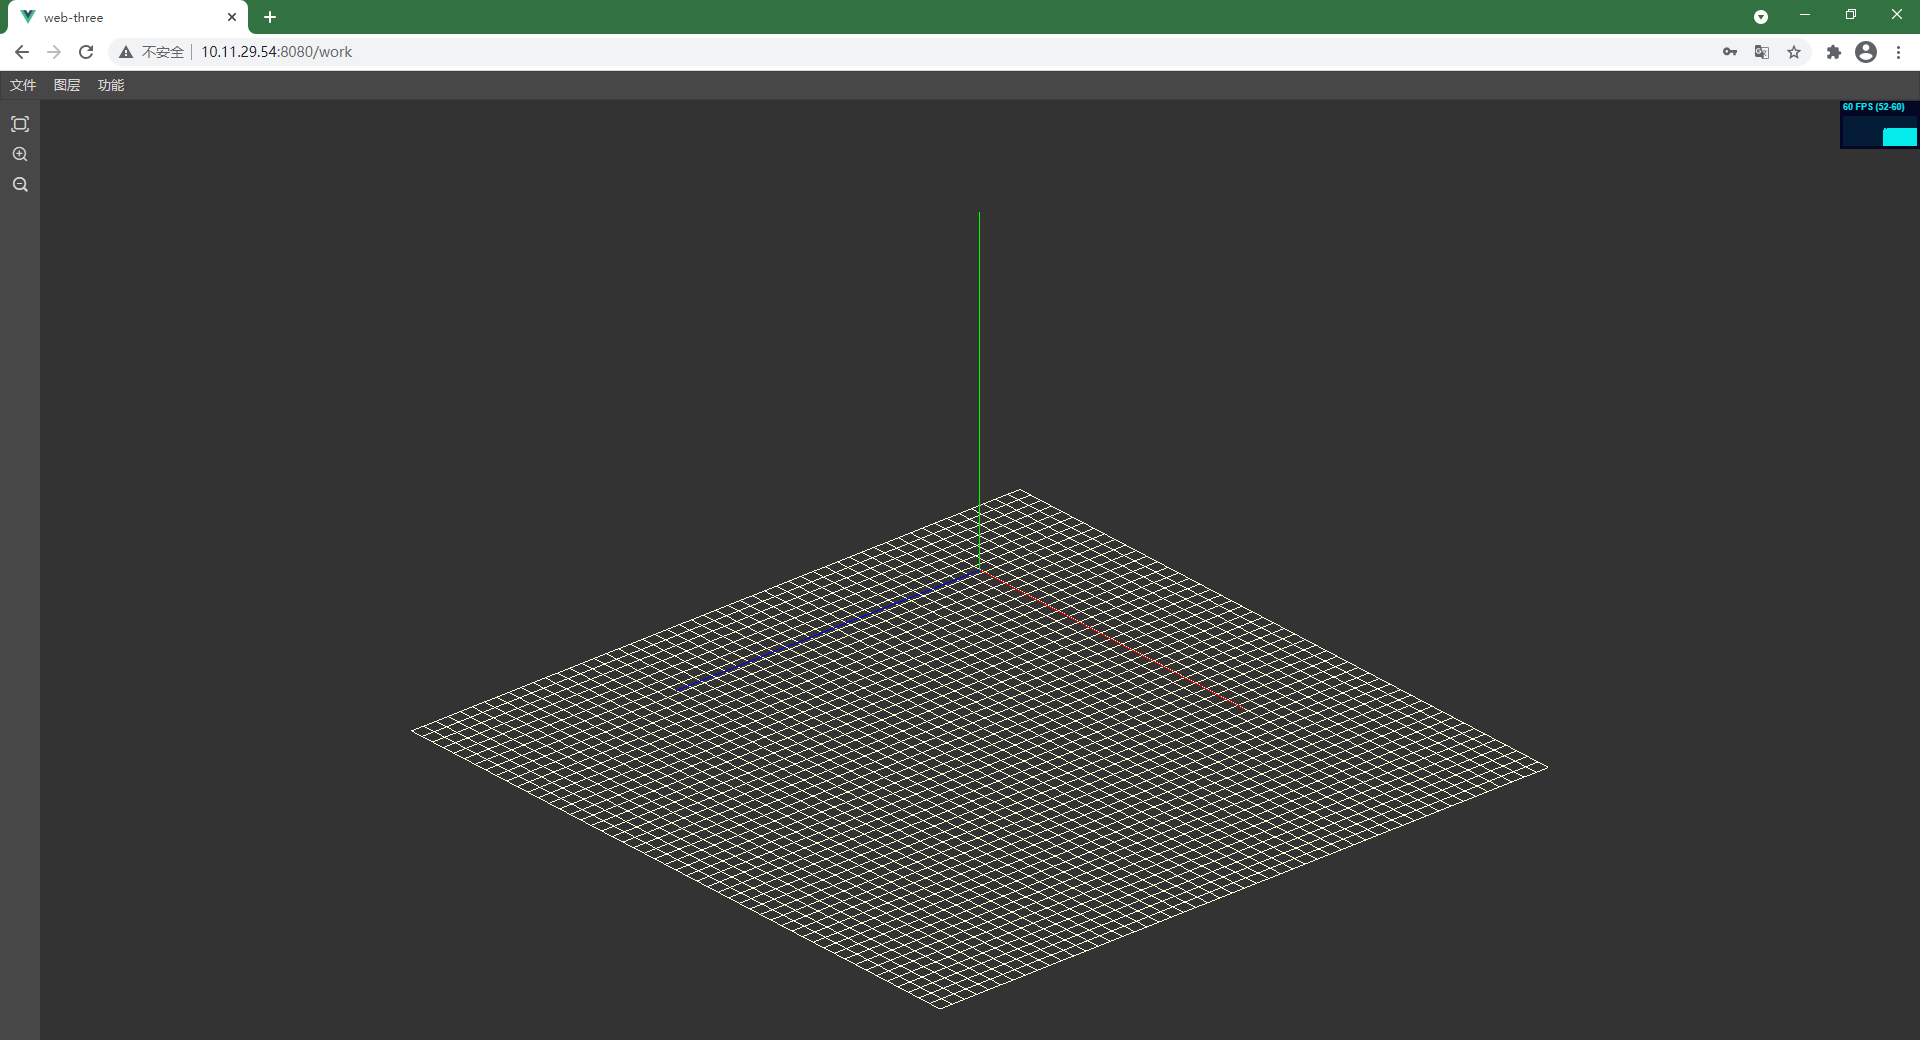 web-three
不安全 10.11.29.54:8080/work
文件 图层 功能
60 FPS (52-60)